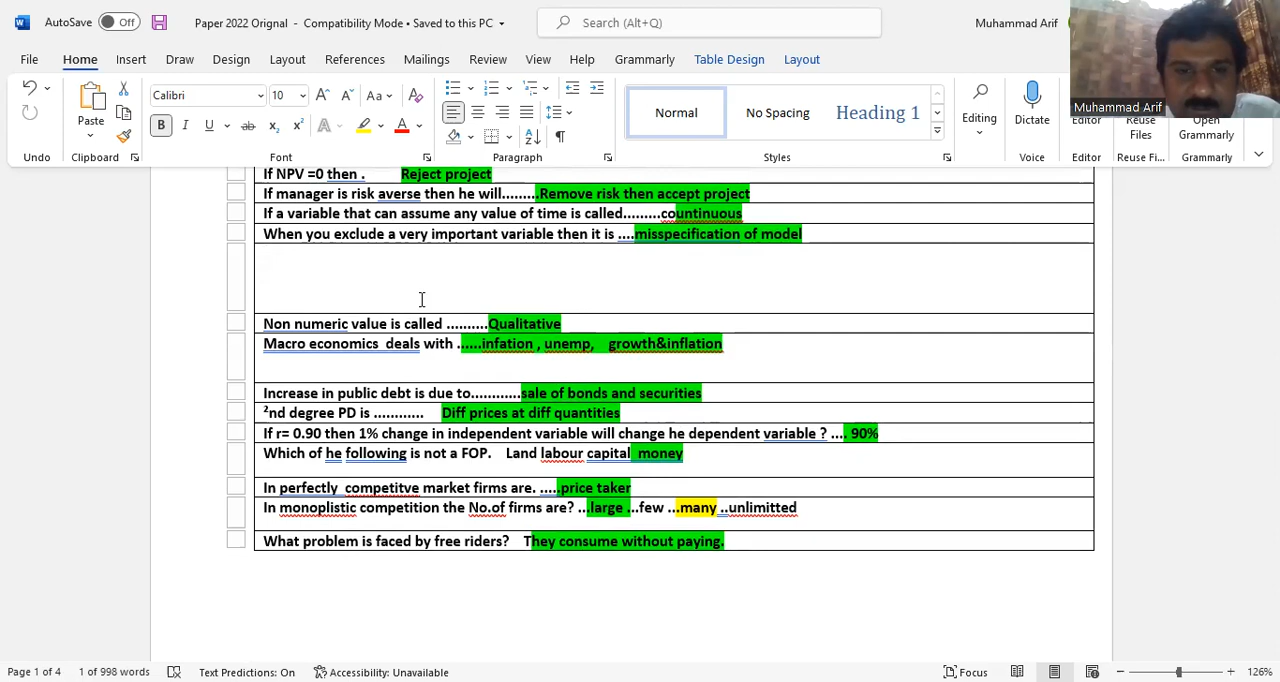 AutoSave Off Paper 2022 Orignal - Compatibility Mode • Saved to this PC Search (Alt+Q) Muhammad Arif
File Home Insert Draw Design Layout References Mailings Review View Help Grammarly Table Design Layout
Muhammad Arif
Paste Calibri 10 Aa Normal No Spacing Heading 1 Editing Dictate Editor Reuse Files Open Grammarly
Undo Clipboard Font Paragraph Styles Voice Editor Reuse Fi... Grammarly
If NPV =0 then . Reject project
If manager is risk averse then he will.........Remove risk then accept project
If a variable that can assume any value of time is called.........countinuous
When you exclude a very important variable then it is ....misspecification of model
Non numeric value is called ..........Qualitative
Macro economics deals with ......infation , unemp, growth&inflation
Increase in public debt is due to............sale of bonds and securities
²nd degree PD is ............ Diff prices at diff quantities
If r= 0.90 then 1% change in independent variable will change he dependent variable ? .... 90%
Which of he following is not a FOP. Land labour capital money
In perfectly competitve market firms are. .....price taker
In monoplistic competition the No.of firms are? ...large ...few ...many ..unlimitted
What problem is faced by free riders? They consume without paying.
Page 1 of 4 1 of 998 words Text Predictions: On Accessibility: Unavailable Focus 126%